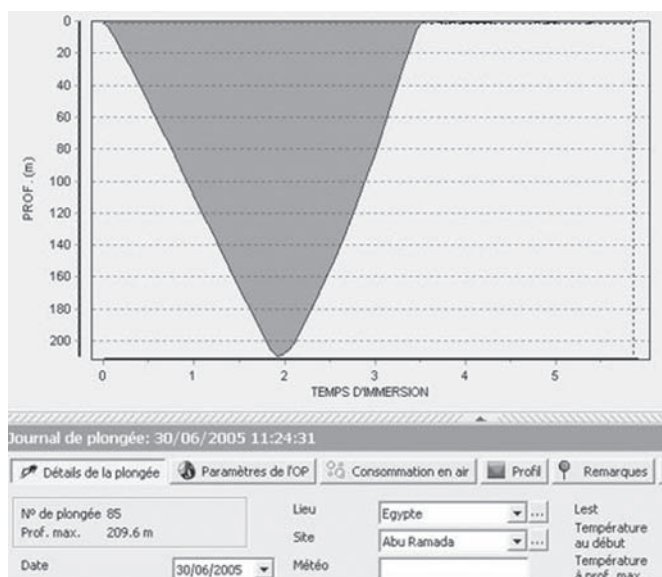 0
20
40
60
80
100
120
140
160
180
200
PROF. (m)
0 1 2 3 4 5
TEMPS D'IMMERSION
Journal de plongée: 30/06/2005 11:24:31
Détails de la plongée Paramètres de l'OP Consommation en air Profil Remarques
Nº de plongée 85
Prof. max. 209.6 m
Date 30/06/2005
Lieu Egypte ...
Site Abu Ramada ...
Météo
Lest
Température
au début
Température
à prof. max